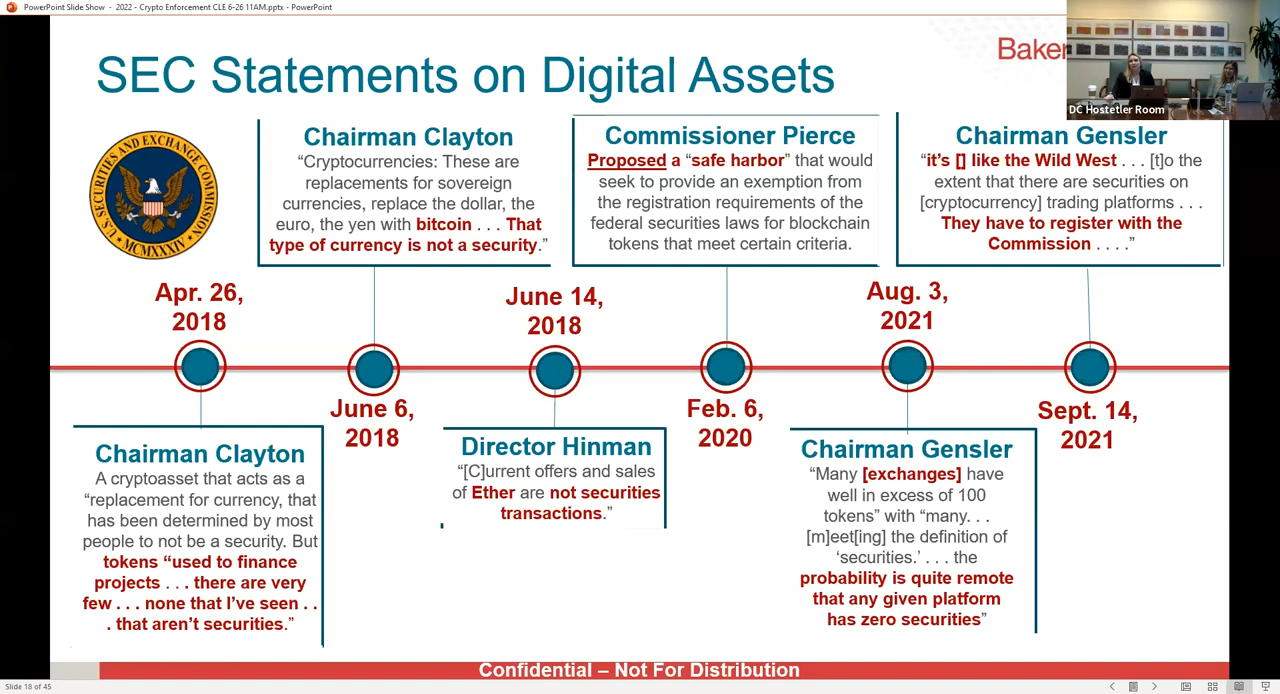 PowerPoint Slide Show - 2022 - Crypto Enforcement CLE 6-26 11AM.pptx - PowerPoint
Baker
DC Hostetler Room
SEC Statements on Digital Assets
SECURITIES AND EXCHANGE COMMISSION
MCMXXXIV
Chairman Clayton
“Cryptocurrencies: These are
replacements for sovereign
currencies, replace the dollar, the
euro, the yen with bitcoin . . . That
type of currency is not a security.”
Commissioner Pierce
Proposed a “safe harbor” that would
seek to provide an exemption from
the registration requirements of the
federal securities laws for blockchain
tokens that meet certain criteria.
Chairman Gensler
“it’s [] like the Wild West . . . [t]o the
extent that there are securities on
[cryptocurrency] trading platforms . . .
They have to register with the
Commission . . . .”
Apr. 26,
2018
June 6,
2018
June 14,
2018
Feb. 6,
2020
Aug. 3,
2021
Sept. 14,
2021
Chairman Clayton
A cryptoasset that acts as a
“replacement for currency, that
has been determined by most
people to not be a security. But
tokens “used to finance
projects . . . there are very
few . . . none that I’ve seen . .
. that aren’t securities.”
Director Hinman
“[C]urrent offers and sales
of Ether are not securities
transactions.”
Chairman Gensler
“Many [exchanges] have
well in excess of 100
tokens” with “many. . .
[m]eet[ing] the definition of
‘securities.’ . . . the
probability is quite remote
that any given platform
has zero securities”
Confidential – Not For Distribution
Slide 18 of 45